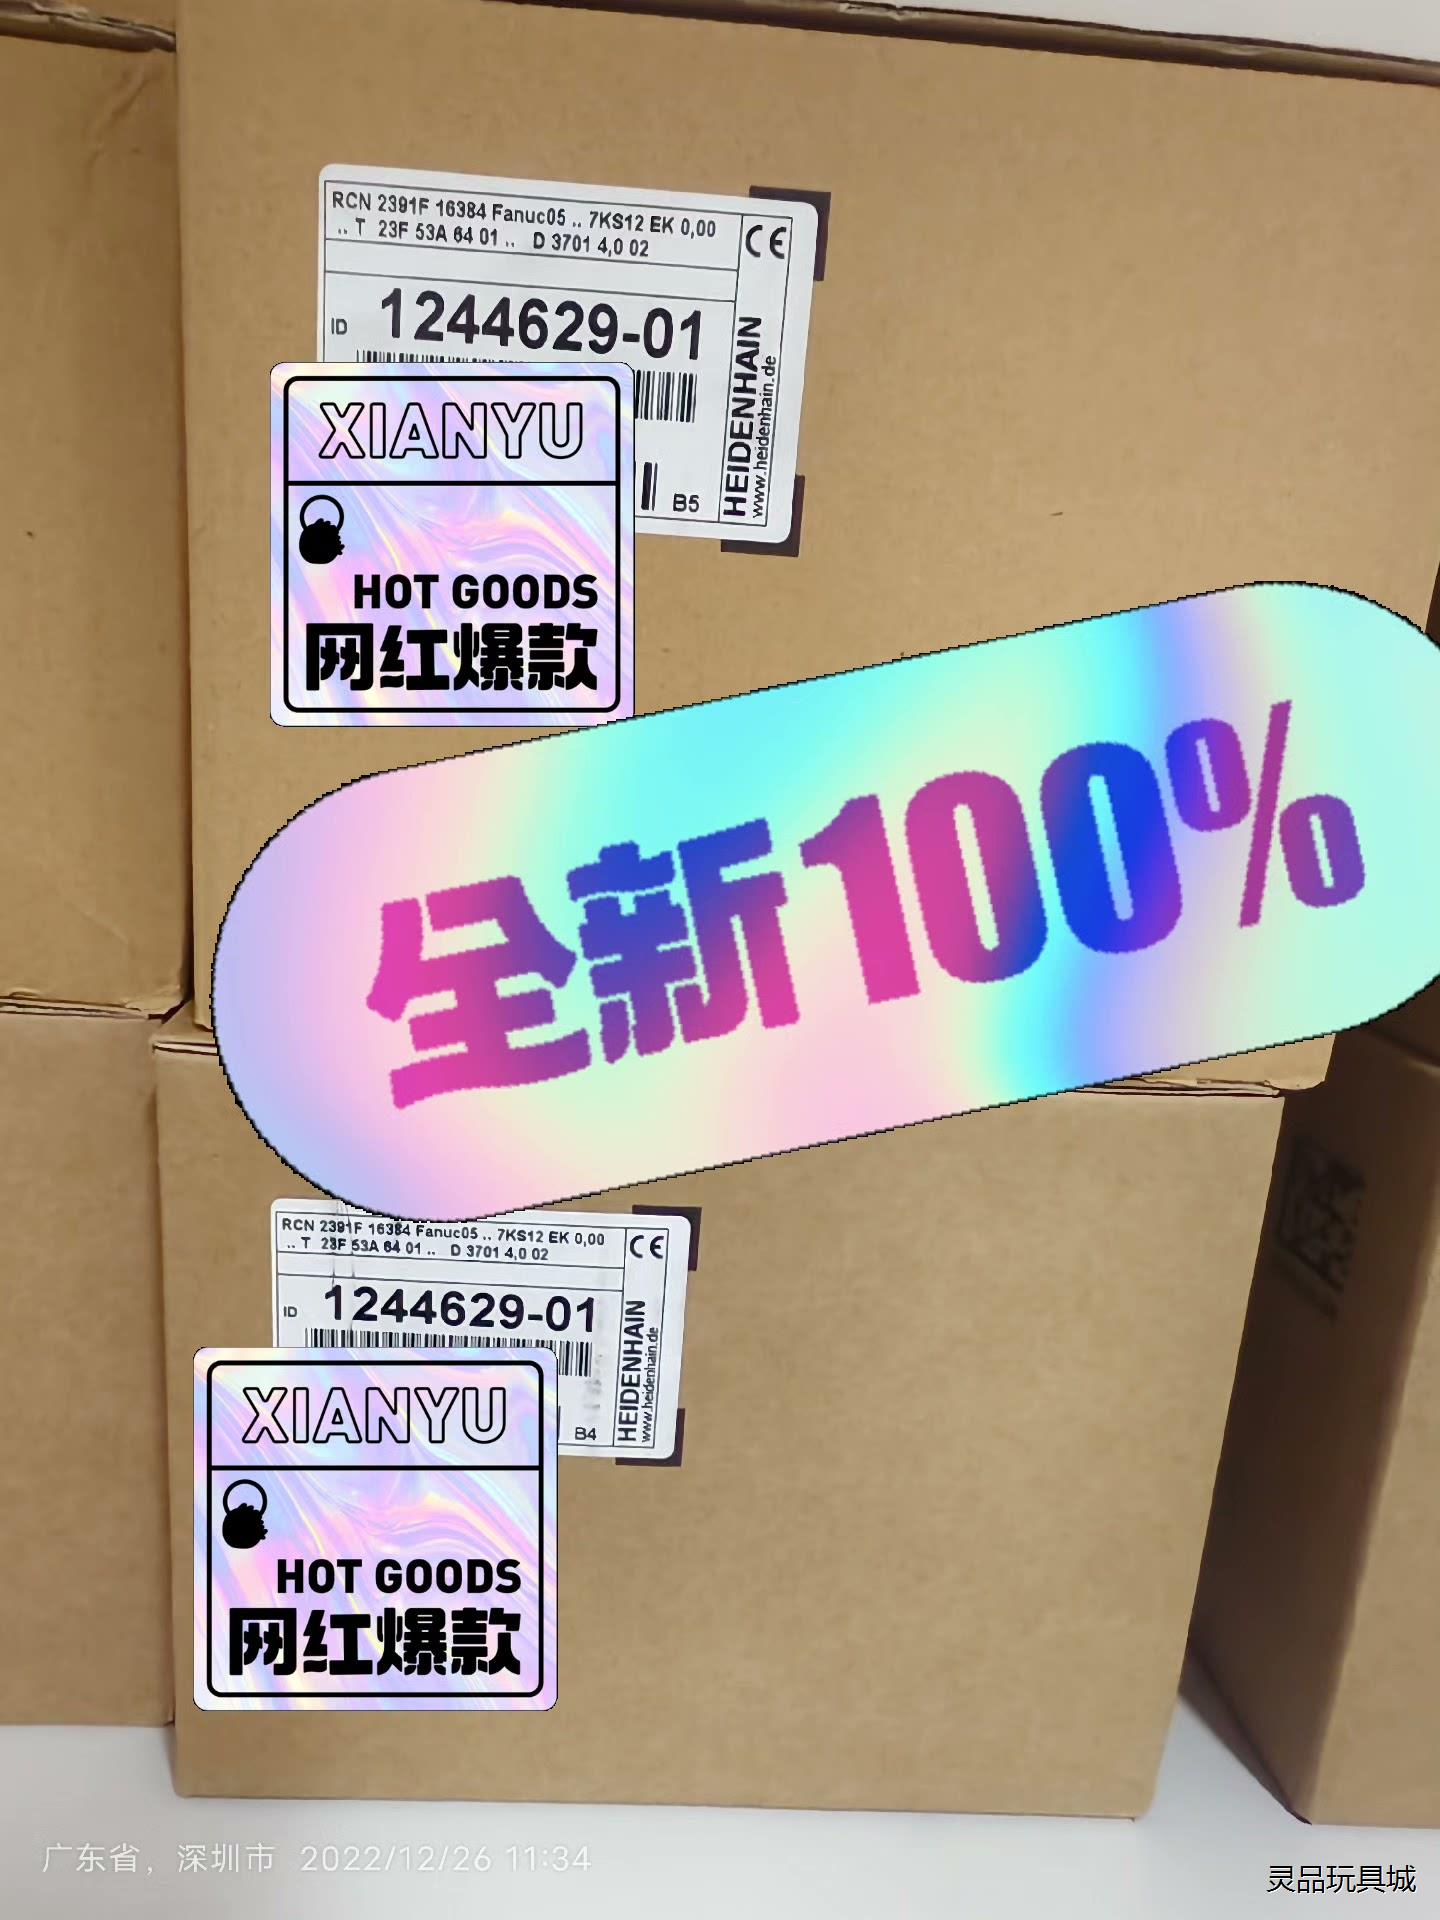 RCN 2391F 16384 Fanuc05 .. 7KS12 EK 0,00
.. T 23F 53A 64 01 .. D 3701 4,0 02
CE
ID 1244629-01
HEIDENHAIN
www.heidenhain.de
B5
XIANYU
HOT GOODS
网红爆款
全新100%
RCN 2391F 16384 Fanuc05 .. 7KS12 EK 0,00
.. T 23F 53A 64 01 .. D 3701 4,0 02
CE
ID 1244629-01
HEIDENHAIN
www.heidenhain.de
B4
XIANYU
HOT GOODS
网红爆款
广东省，深圳市 2022/12/26 11:34
灵品玩具城